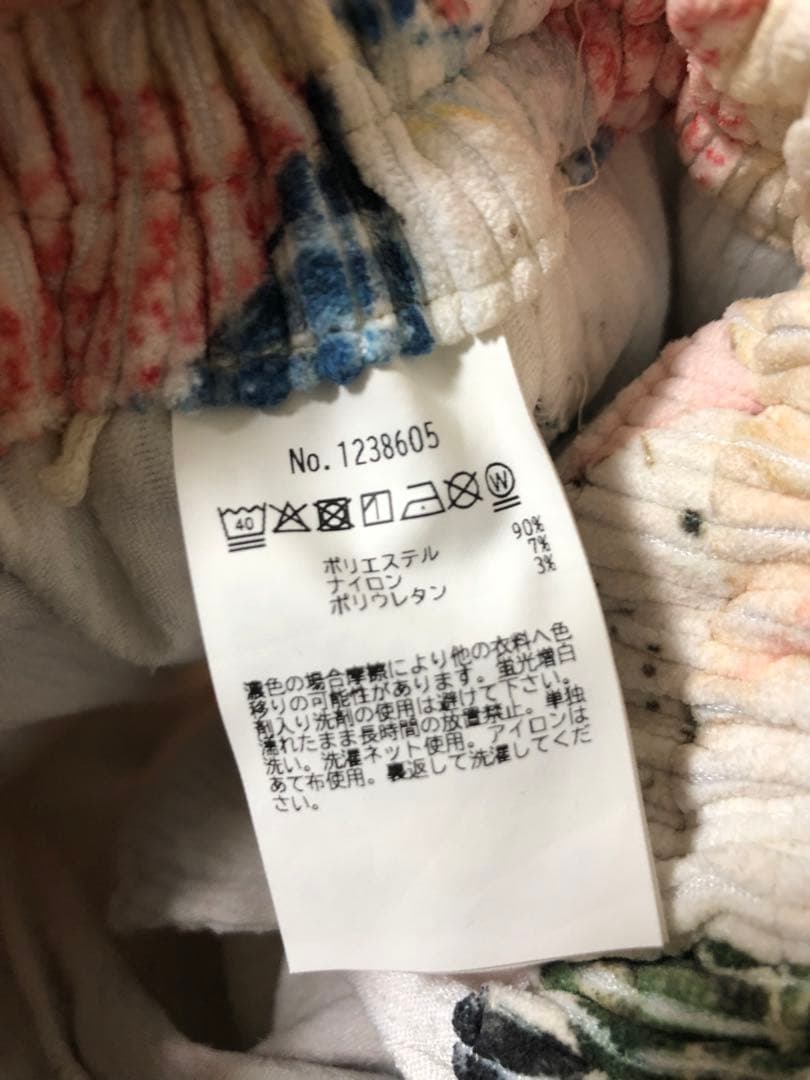 No.1238605
40 W
ポリエステル 90%
ナイロン 7%
ポリウレタン 3%
濃色の場合摩擦により他の衣料へ色
移りの可能性があります。蛍光増白
剤入り洗剤の使用は避けて下さい。
濡れたまま長時間の放置禁止。単独
洗い。洗濯ネット使用。アイロンは
あて布使用。裏返して洗濯してくだ
さい。